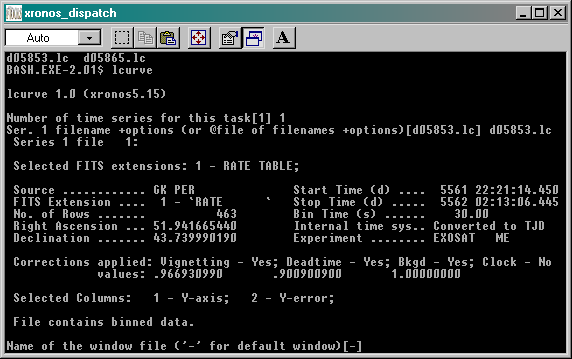 xronos_dispatch
Auto
A
d05853.lc  d05865.lc
BASH.EXE-2.01$ lcurve
lcurve 1.0 (xronos5.15)
Number of time series for this task[1] 1
Ser. 1 filename +options (or @file of filenames +options)[d05853.lc] d05853.lc
Series 1 file   1:
Selected FITS extensions: 1 - RATE TABLE;
Source ............ GK PER              Start Time (d) ....  5561 22:21:14.450
FITS Extension ....  1 - `RATE      `   Stop Time (d) .....  5562 02:13:06.445
No. of Rows .......         463         Bin Time (s) ......    30.00
Right Ascension ... 51.941665440        Internal time sys.. Converted to TJD
Declination ....... 43.739990190        Experiment ........ EXOSAT   ME
Corrections applied: Vignetting - Yes; Deadtime - Yes; Bkgd - Yes; Clock - No
values: .966930990      .900900900      1.00000000
Selected Columns:   1 - Y-axis;   2 - Y-error;
File contains binned data.
Name of the window file ('-' for default window)[-]